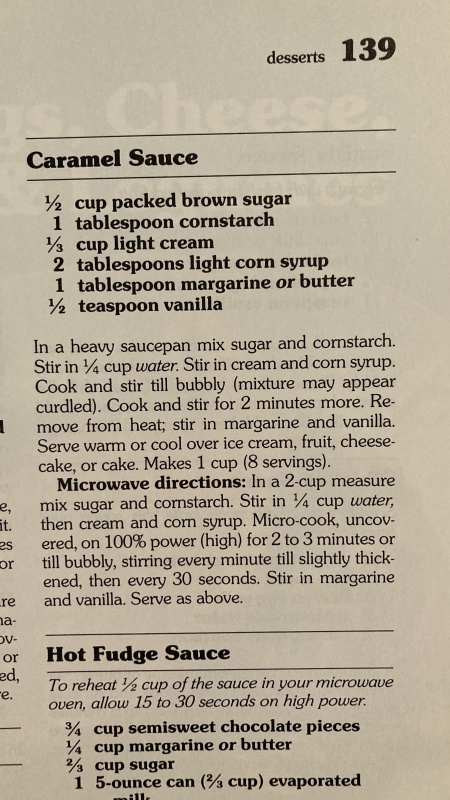 desserts 139
Caramel Sauce
½ cup packed brown sugar
1 tablespoon cornstarch
⅓ cup light cream
2 tablespoons light corn syrup
1 tablespoon margarine or butter
½ teaspoon vanilla
In a heavy saucepan mix sugar and cornstarch.
Stir in ¼ cup water. Stir in cream and corn syrup.
Cook and stir till bubbly (mixture may appear
curdled). Cook and stir for 2 minutes more. Re-
move from heat; stir in margarine and vanilla.
Serve warm or cool over ice cream, fruit, cheese-
cake, or cake. Makes 1 cup (8 servings).
Microwave directions: In a 2-cup measure
mix sugar and cornstarch. Stir in ¼ cup water,
then cream and corn syrup. Micro-cook, uncov-
ered, on 100% power (high) for 2 to 3 minutes or
till bubbly, stirring every minute till slightly thick-
ened, then every 30 seconds. Stir in margarine
and vanilla. Serve as above.
Hot Fudge Sauce
To reheat ½ cup of the sauce in your microwave
oven, allow 15 to 30 seconds on high power.
¾ cup semisweet chocolate pieces
¼ cup margarine or butter
⅔ cup sugar
1 5-ounce can (⅔ cup) evaporated
milk